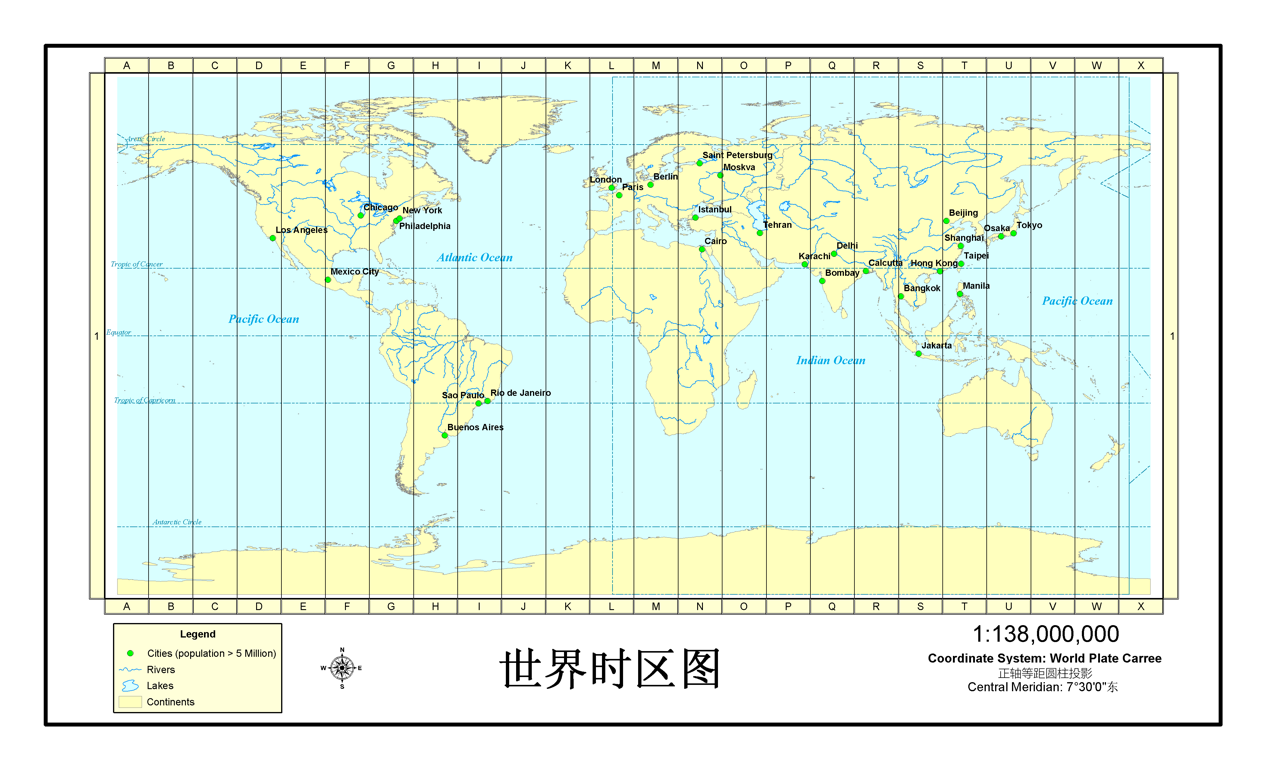 A B C D E F G H I J K L M N O P Q R S T U V W X
Arctic Circle
Saint Petersburg
Moskva
London
Berlin
Paris
Chicago
New York
Istanbul
Beijing
Philadelphia
Los Angeles
Tehran
Osaka
Tokyo
Shanghai
Cairo
Delhi
Atlantic Ocean
Karachi
Taipei
Tropic of Cancer
Calcutta
Hong Kong
Mexico City
Bombay
Bangkok
Manila
Pacific Ocean
Pacific Ocean
1
Equator
1
Jakarta
Indian Ocean
Sao Paulo
Rio de Janeiro
Tropic of Capricorn
Buenos Aires
Antarctic Circle
A B C D E F G H I J K L M N O P Q R S T U V W X
Legend
Cities (population > 5 Million)
Rivers
Lakes
Continents
N
W E
S
世界时区图
1:138,000,000
Coordinate System: World Plate Carree
正轴等距圆柱投影
Central Meridian: 7°30'0"东